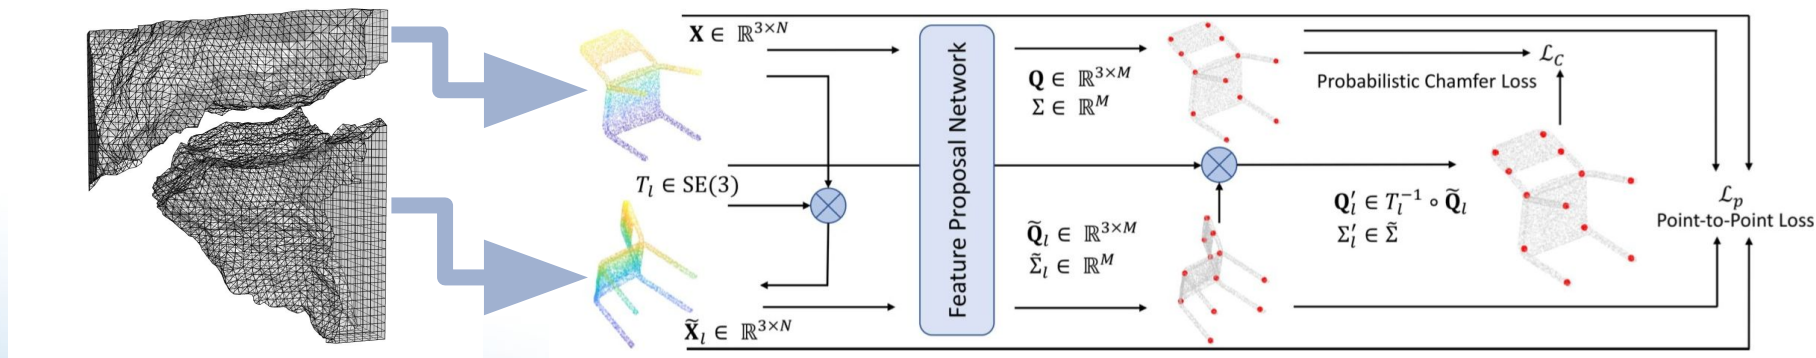 X ∈ ℝ^{3×N}
T_l ∈ SE(3)
X̃_l ∈ ℝ^{3×N}
Feature Proposal Network
Q ∈ ℝ^{3×M}
Σ ∈ ℝ^M
Q̃_l ∈ ℝ^{3×M}
Σ̃_l ∈ ℝ^M
ℒ_C
Probabilistic Chamfer Loss
Q′_l ∈ T_l^{-1} ∘ Q̃_l
Σ′_l ∈ Σ̃
ℒ_p
Point-to-Point Loss